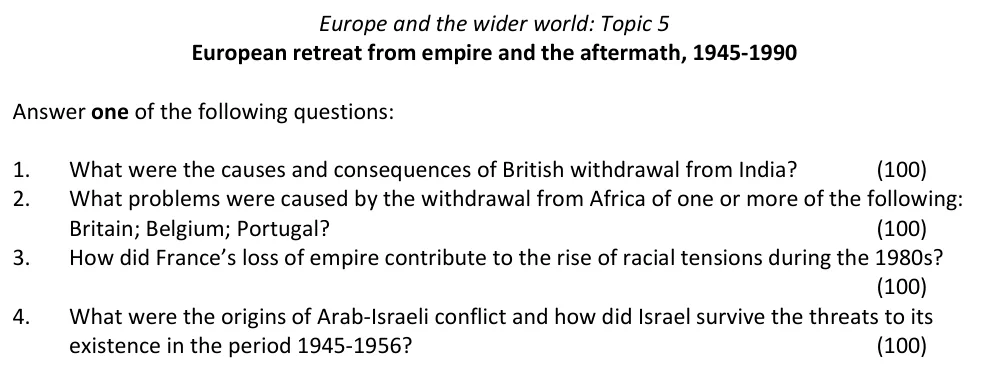 Europe and the wider world: Topic 5
European retreat from empire and the aftermath, 1945-1990
Answer one of the following questions:
1. What were the causes and consequences of British withdrawal from India? (100)
2. What problems were caused by the withdrawal from Africa of one or more of the following:
Britain; Belgium; Portugal? (100)
3. How did France’s loss of empire contribute to the rise of racial tensions during the 1980s?
(100)
4. What were the origins of Arab-Israeli conflict and how did Israel survive the threats to its
existence in the period 1945-1956? (100)